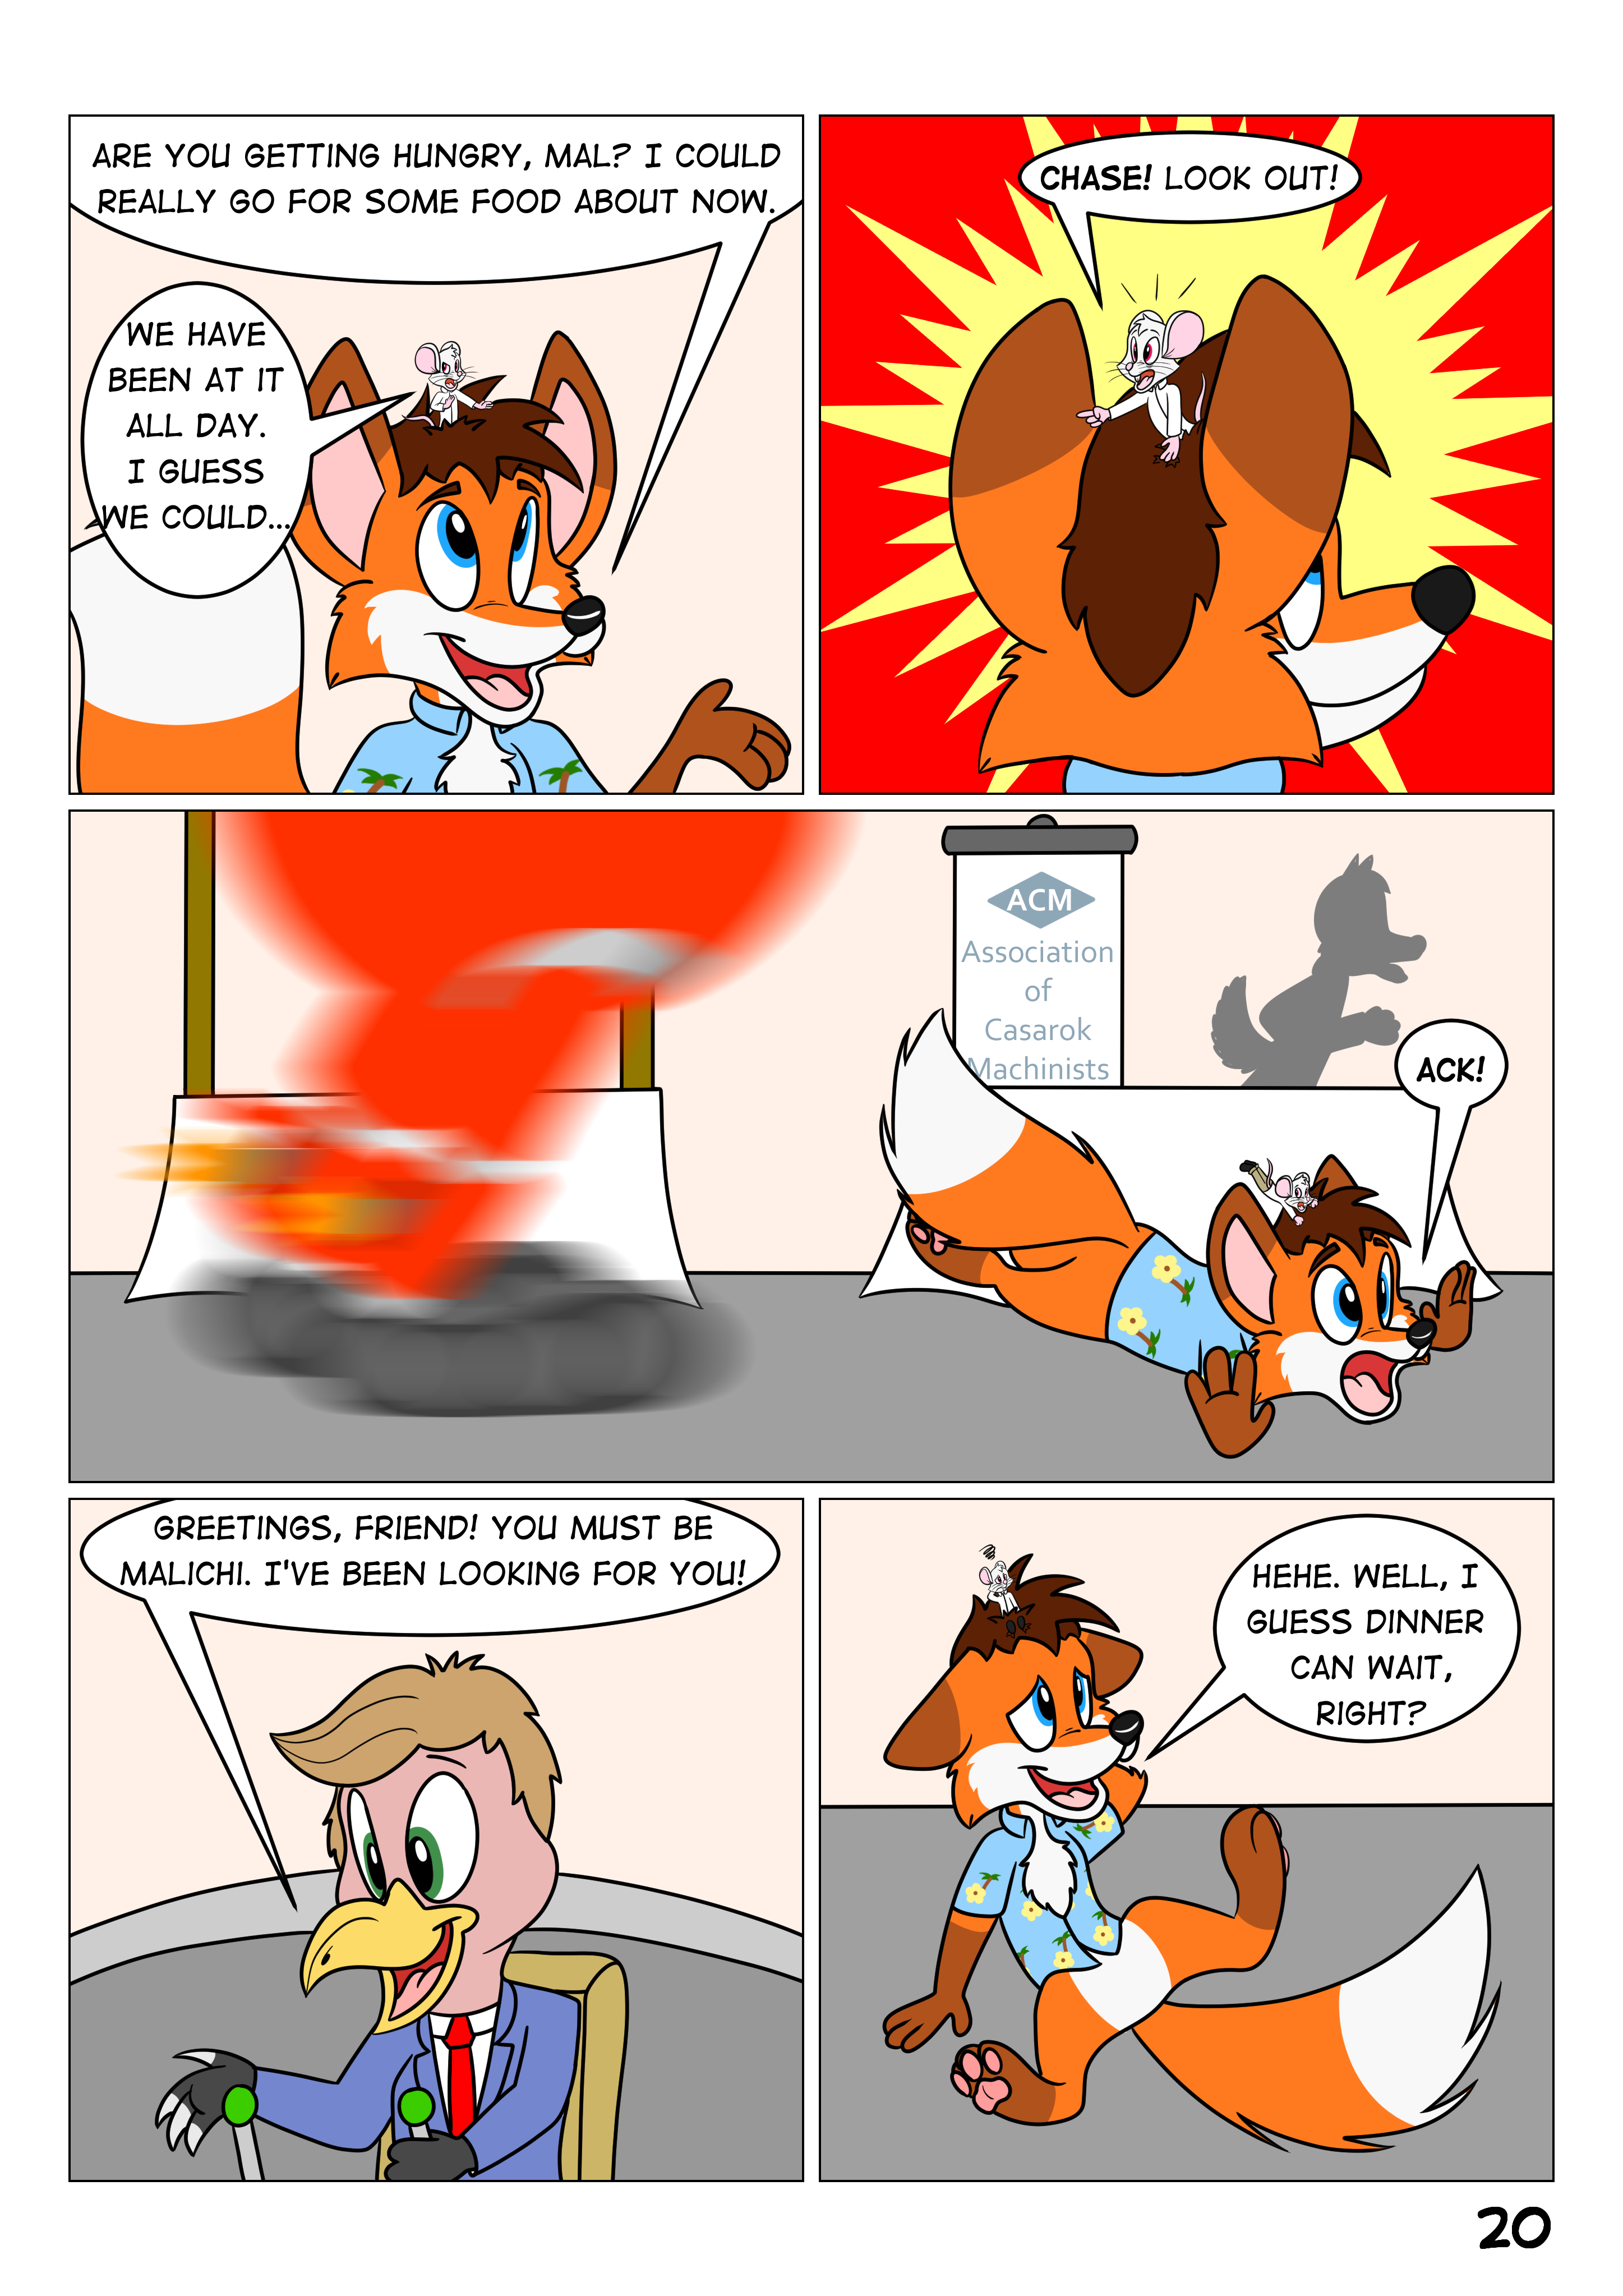 ARE YOU GETTING HUNGRY, MAL? I COULD
REALLY GO FOR SOME FOOD ABOUT NOW.
WE HAVE
BEEN AT IT
ALL DAY.
I GUESS
WE COULD...
CHASE! LOOK OUT!
ACM
Association
of
Casarok
Machinists
ACK!
GREETINGS, FRIEND! YOU MUST BE
MALICHI. I'VE BEEN LOOKING FOR YOU!
HEHE. WELL, I
GUESS DINNER
CAN WAIT,
RIGHT?
20